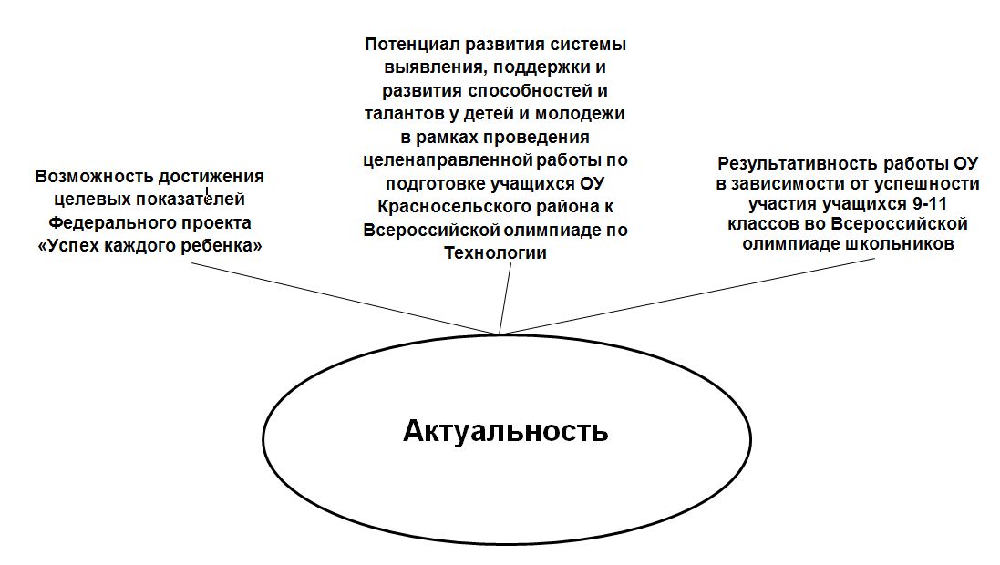 Возможность достижения
целевых показателей
Федерального проекта
«Успех каждого ребенка»
Потенциал развития системы
выявления, поддержки и
развития способностей и
талантов у детей и молодежи
в рамках проведения
целенаправленной работы по
подготовке учащихся ОУ
Красносельского района к
Всероссийской олимпиаде по
Технологии
Результативность работы ОУ
в зависимости от успешности
участия учащихся 9-11
классов во Всероссийской
олимпиаде школьников
Актуальность